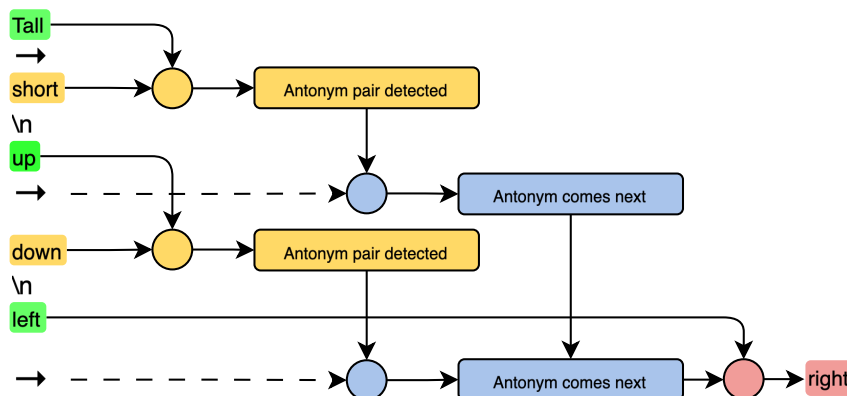 Tall
→
short Antonym pair detected
\n
up
→ Antonym comes next
down Antonym pair detected
\n
left
→ Antonym comes next right